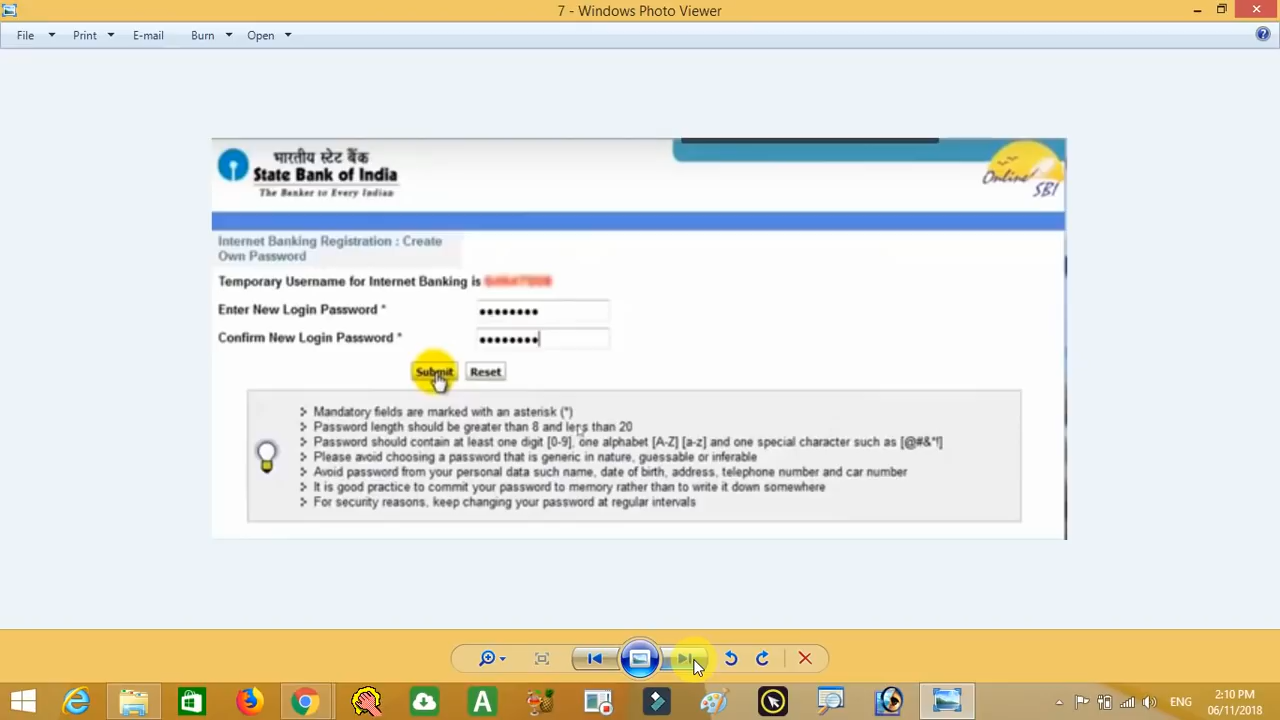 7 - Windows Photo Viewer
File Print E-mail Burn Open
भारतीय स्टेट बैंक
State Bank of India
The Banker to Every Indian
Online SBI
Internet Banking Registration : Create
Own Password
Temporary Username for Internet Banking is
Enter New Login Password *
Confirm New Login Password *
Submit Reset
Mandatory fields are marked with an asterisk (*)
Password length should be greater than 8 and less than 20
Password should contain at least one digit [0-9], one alphabet [A-Z] [a-z] and one special character such as [@#&*!]
Please avoid choosing a password that is generic in nature, guessable or inferable
Avoid password from your personal data such name, date of birth, address, telephone number and car number
It is good practice to commit your password to memory rather than to write it down somewhere
For security reasons, keep changing your password at regular intervals
ENG
2:10 PM
06/11/2018